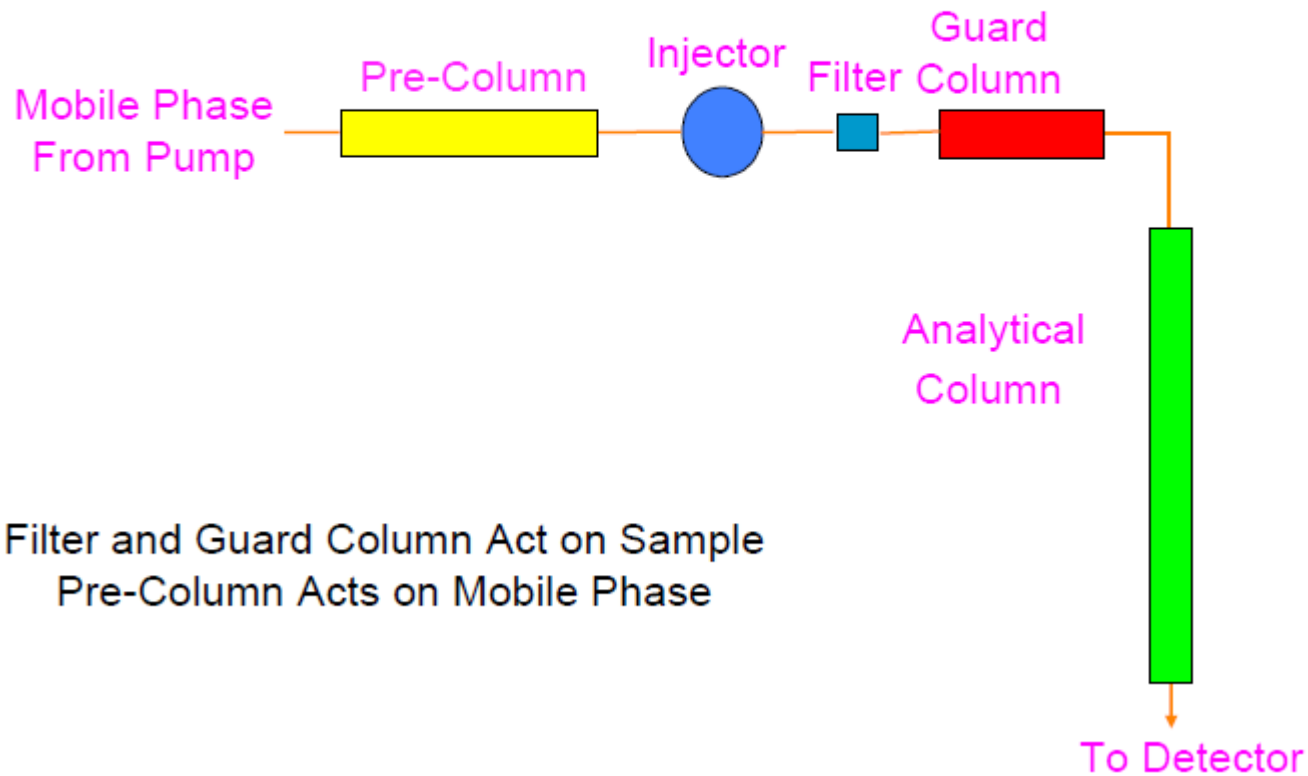 Mobile Phase
From Pump
Pre-Column
Injector
Filter
Guard
Column
Analytical
Column
Filter and Guard Column Act on Sample
Pre-Column Acts on Mobile Phase
To Detector